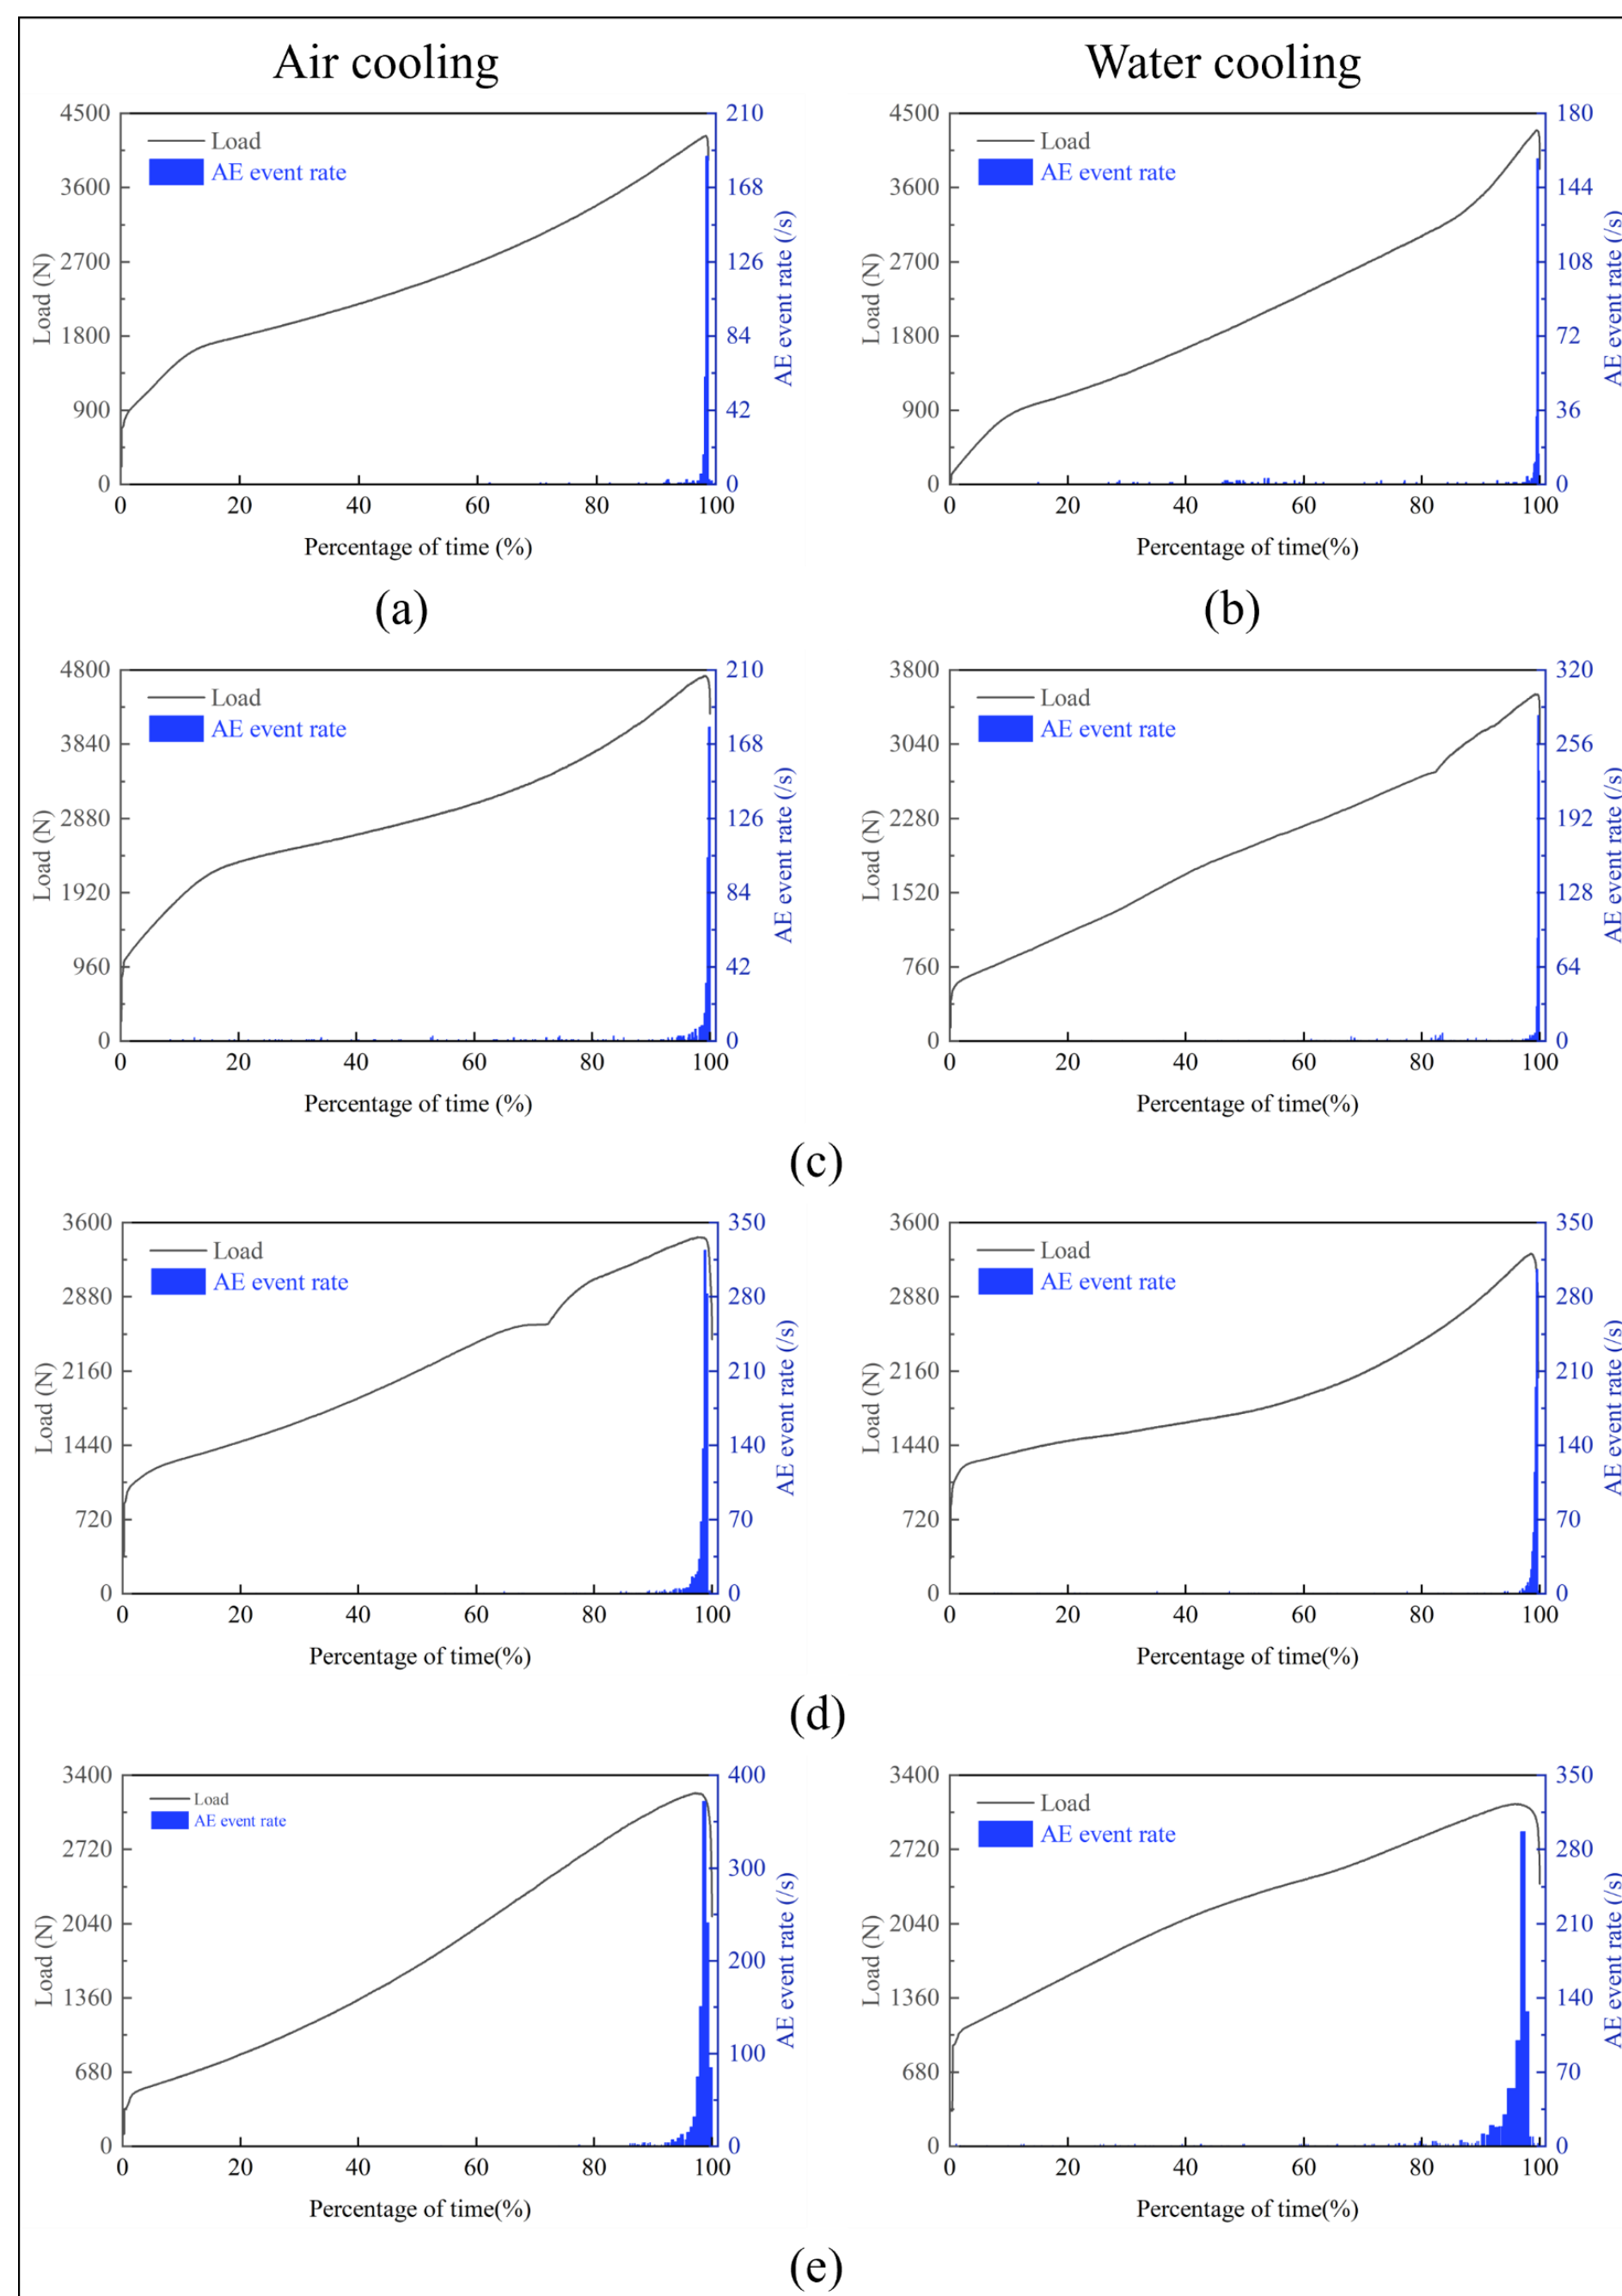 Air cooling
Water cooling
Load
AE event rate
4500
3600
2700
1800
900
0
Load (N)
210
168
126
84
42
0
AE event rate (/s)
0 20 40 60 80 100
Percentage of time (%)
(a)
Load
AE event rate
4500
3600
2700
1800
900
0
Load (N)
180
144
108
72
36
0
AE event rate (/s)
0 20 40 60 80 100
Percentage of time(%)
(b)
Load
AE event rate
4800
3840
2880
1920
960
0
Load (N)
210
168
126
84
42
0
AE event rate (/s)
0 20 40 60 80 100
Percentage of time (%)
Load
AE event rate
3800
3040
2280
1520
760
0
Load (N)
320
256
192
128
64
0
AE event rate (/s)
0 20 40 60 80 100
Percentage of time(%)
(c)
Load
AE event rate
3600
2880
2160
1440
720
0
Load (N)
350
280
210
140
70
0
AE event rate (/s)
0 20 40 60 80 100
Percentage of time(%)
Load
AE event rate
3600
2880
2160
1440
720
0
Load (N)
350
280
210
140
70
0
AE event rate (/s)
0 20 40 60 80 100
Percentage of time(%)
(d)
Load
AE event rate
3400
2720
2040
1360
680
0
Load (N)
400
300
200
100
0
AE event rate (/s)
0 20 40 60 80 100
Percentage of time(%)
Load
AE event rate
3400
2720
2040
1360
680
0
Load (N)
350
280
210
140
70
0
AE event rate (/s)
0 20 40 60 80 100
Percentage of time(%)
(e)